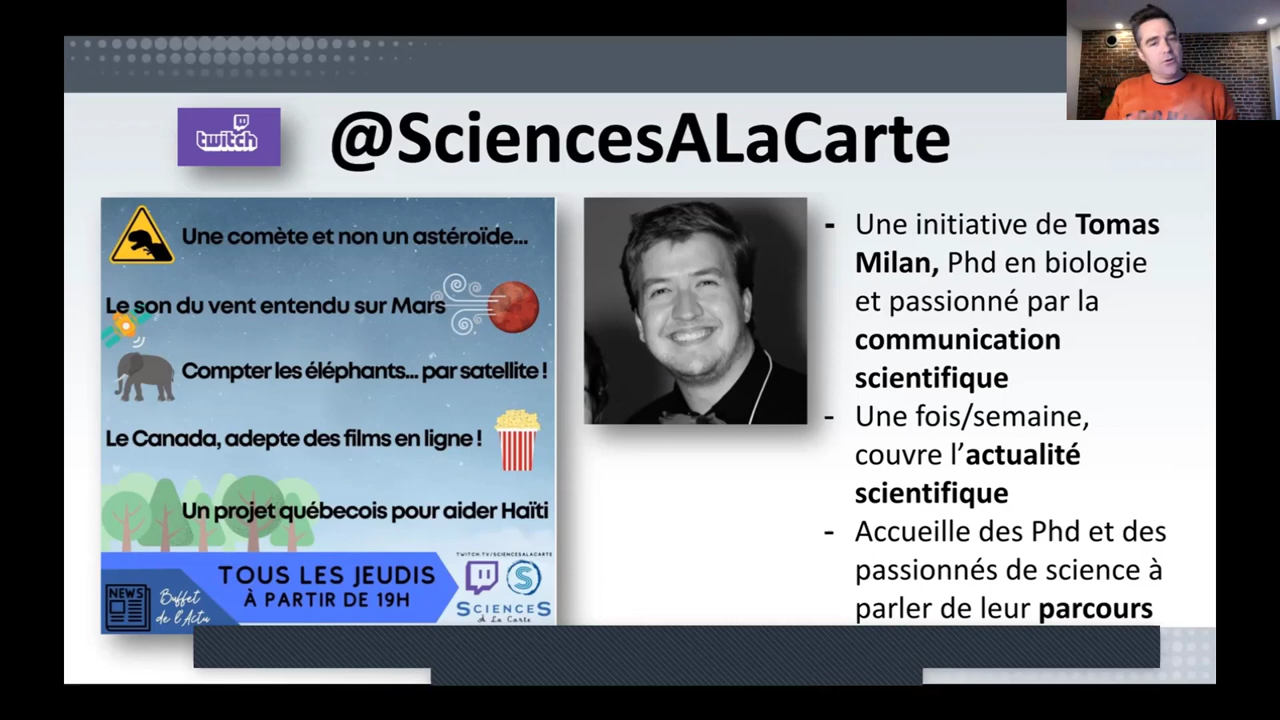 twitch
@SciencesALaCarte
Une comète et non un astéroïde...
Le son du vent entendu sur Mars
Compter les éléphants... par satellite !
Le Canada, adepte des films en ligne !
Un projet québecois pour aider Haïti
TWITCH.TV/SCIENCESALACARTE
TOUS LES JEUDIS
À PARTIR DE 19H
NEWS
Buffet
de l'Actu
SCIENCES
À La Carte
- Une initiative de Tomas
Milan, Phd en biologie
et passionné par la
communication
scientifique
- Une fois/semaine,
couvre l'actualité
scientifique
- Accueille des Phd et des
passionnés de science à
parler de leur parcours